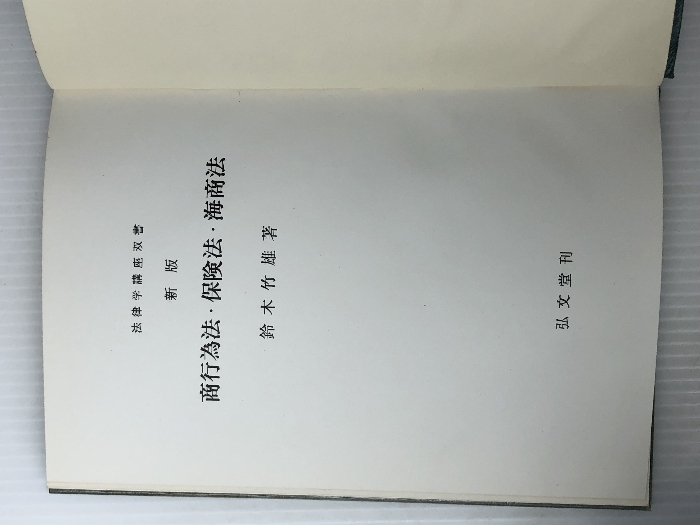 法律学講座双書
新版
商行為法・保険法・海商法
鈴木竹雄著
弘文堂刊